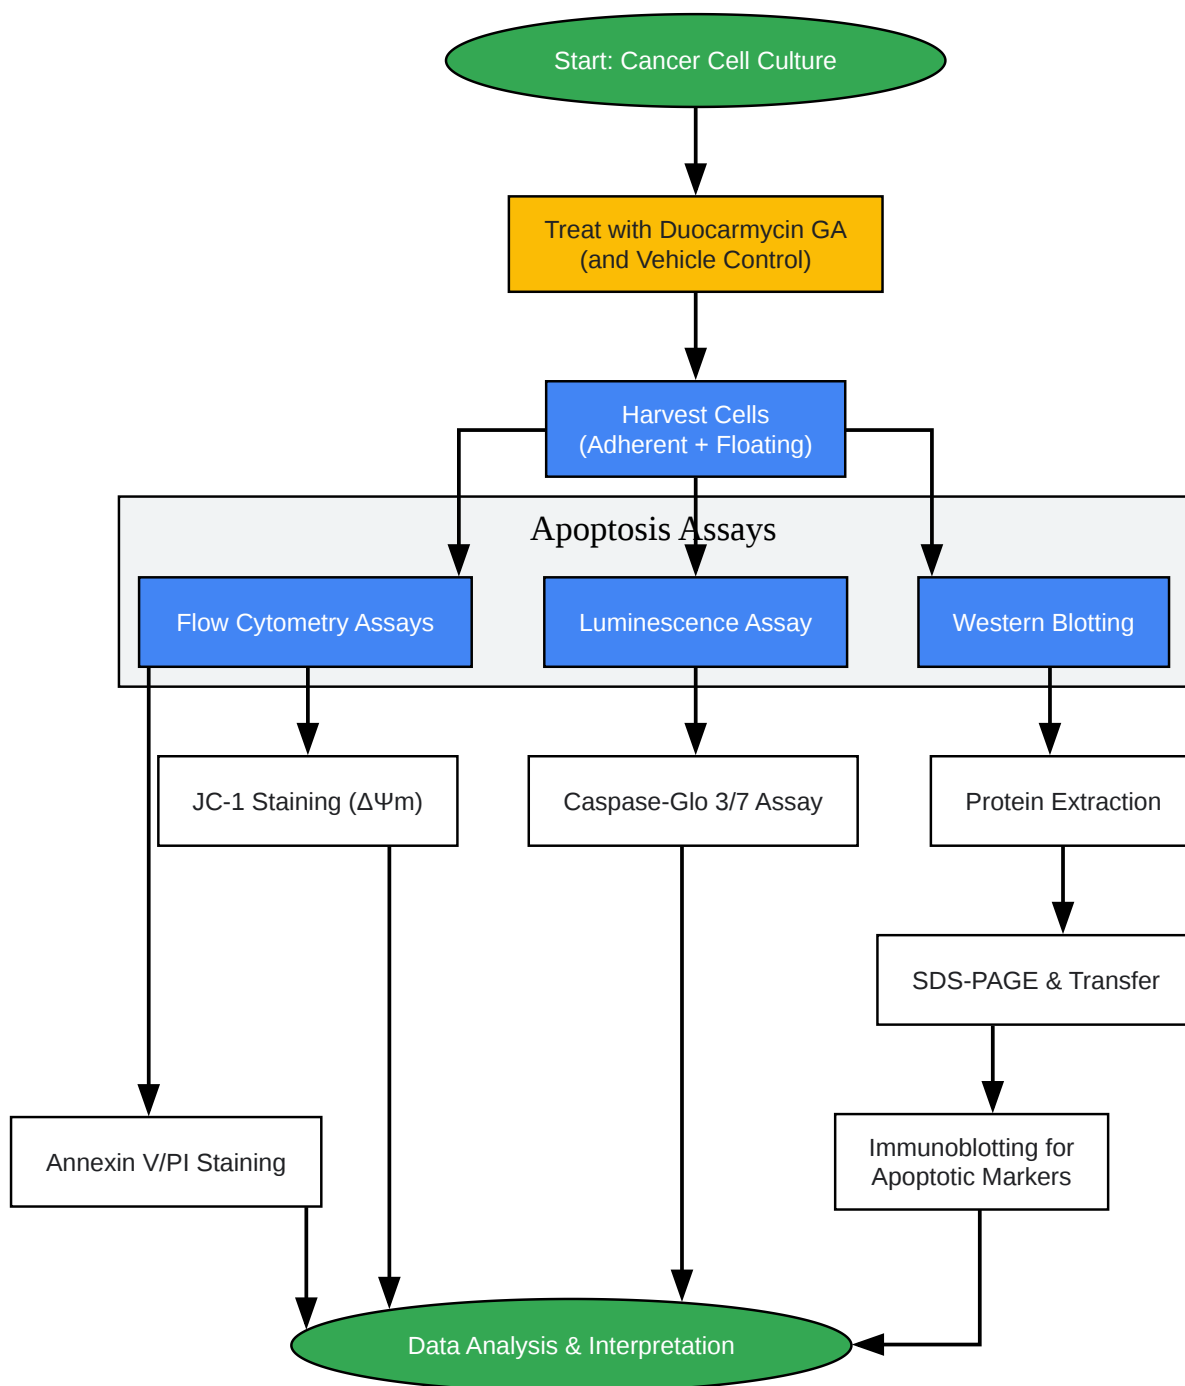 Start: Cancer Cell Culture
Treat with Duocarmycin GA
(and Vehicle Control)
Harvest Cells
(Adherent + Floating)
Apoptosis Assays
Flow Cytometry Assays
Luminescence Assay
Western Blotting
JC-1 Staining (ΔΨm)
Caspase-Glo 3/7 Assay
Protein Extraction
SDS-PAGE & Transfer
Annexin V/PI Staining
Immunoblotting for
Apoptotic Markers
Data Analysis & Interpretation